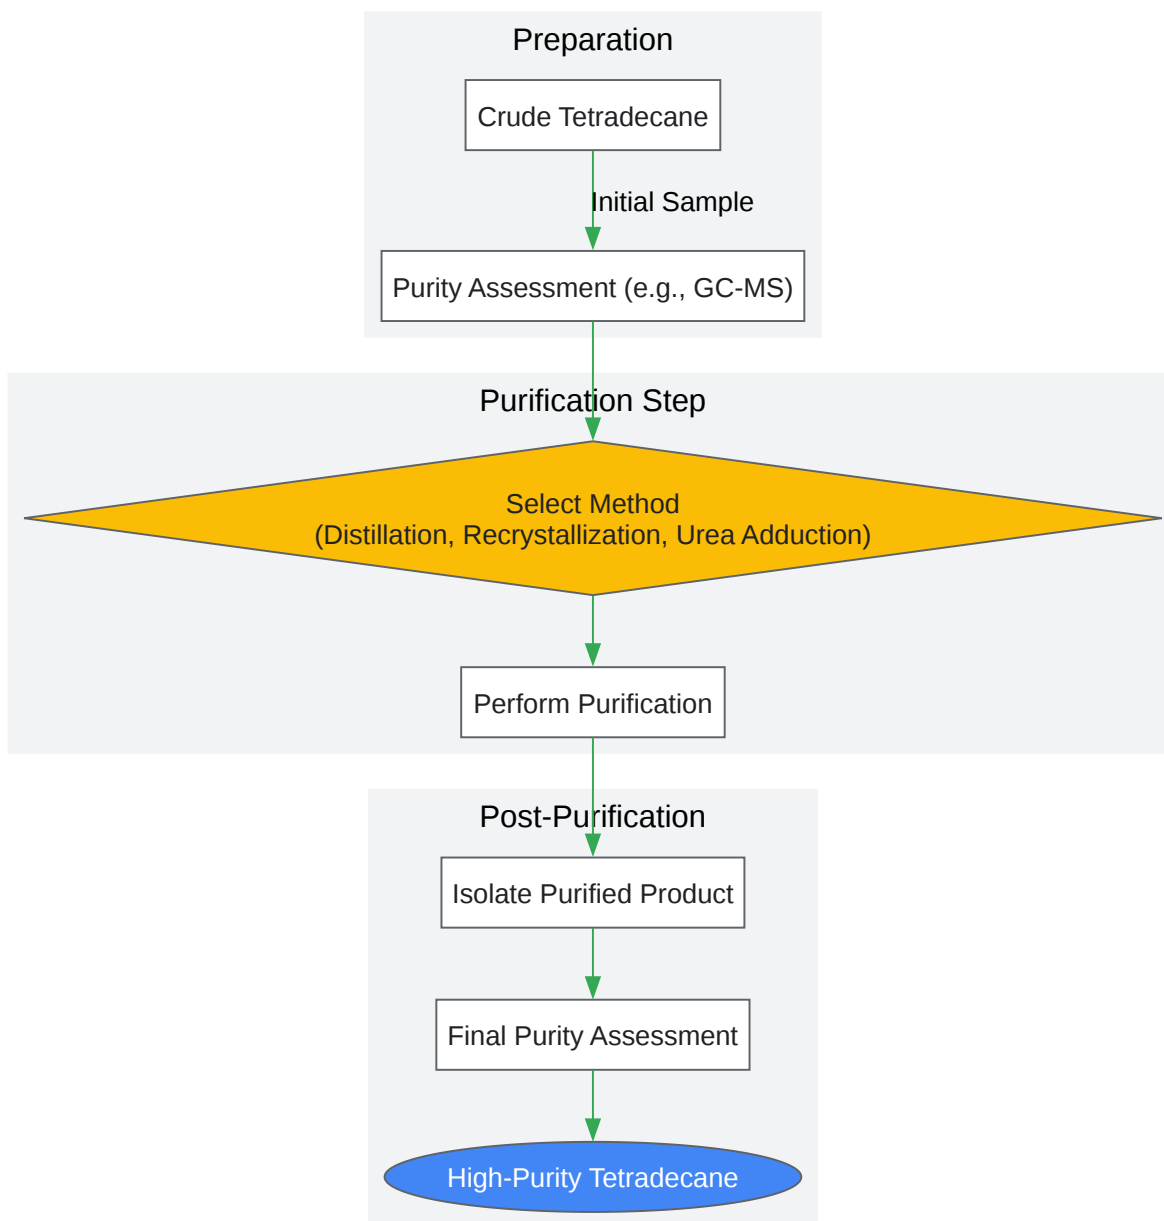 Preparation
Crude Tetradecane
Initial Sample
Purity Assessment (e.g., GC-MS)
Purification Step
Select Method
(Distillation, Recrystallization, Urea Adduction)
Perform Purification
Post-Purification
Isolate Purified Product
Final Purity Assessment
High-Purity Tetradecane